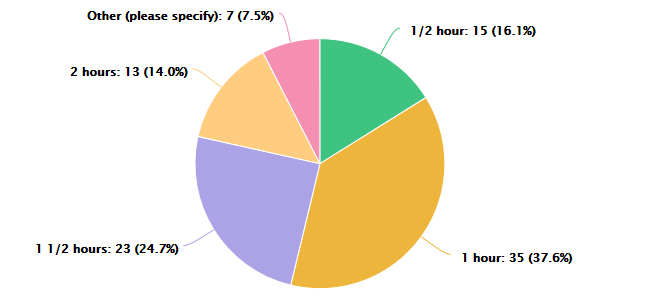 Other (please specify): 7 (7.5%)
1/2 hour: 15 (16.1%)
2 hours: 13 (14.0%)
1 1/2 hours: 23 (24.7%)
1 hour: 35 (37.6%)